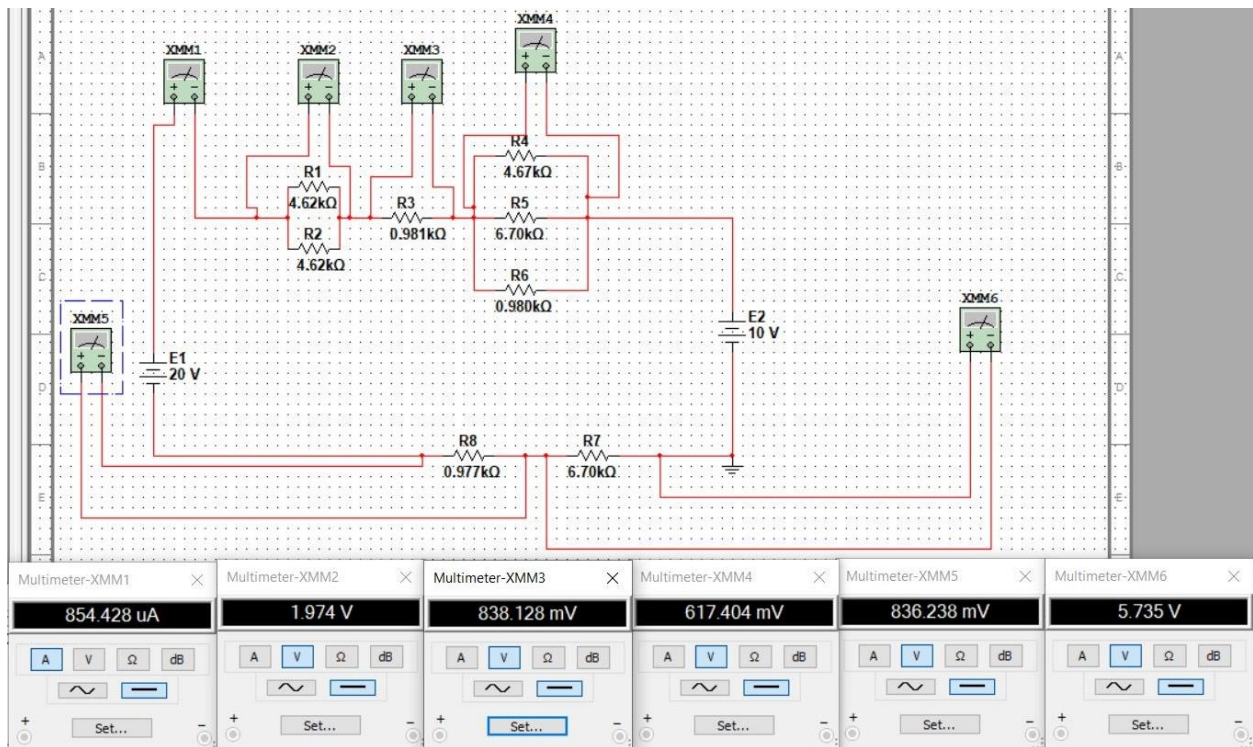 XMM4
XMM1
XMM2
XMM3
A
A
R4
4.67kΩ
B
B
R1
4.62kΩ
R3
0.981kΩ
R5
6.70kΩ
R2
4.62kΩ
R6
0.980kΩ
C
C
XMM6
XMM5
E2
10 V
E1
20 V
D
D
R8
0.977kΩ
R7
6.70kΩ
E
E
Multimeter-XMM1
854.428 uA
A V Ω dB
Set...
Multimeter-XMM2
1.974 V
A V Ω dB
Set...
Multimeter-XMM3
838.128 mV
A V Ω dB
Set...
Multimeter-XMM4
617.404 mV
A V Ω dB
Set...
Multimeter-XMM5
836.238 mV
A V Ω dB
Set...
Multimeter-XMM6
5.735 V
A V Ω dB
Set...